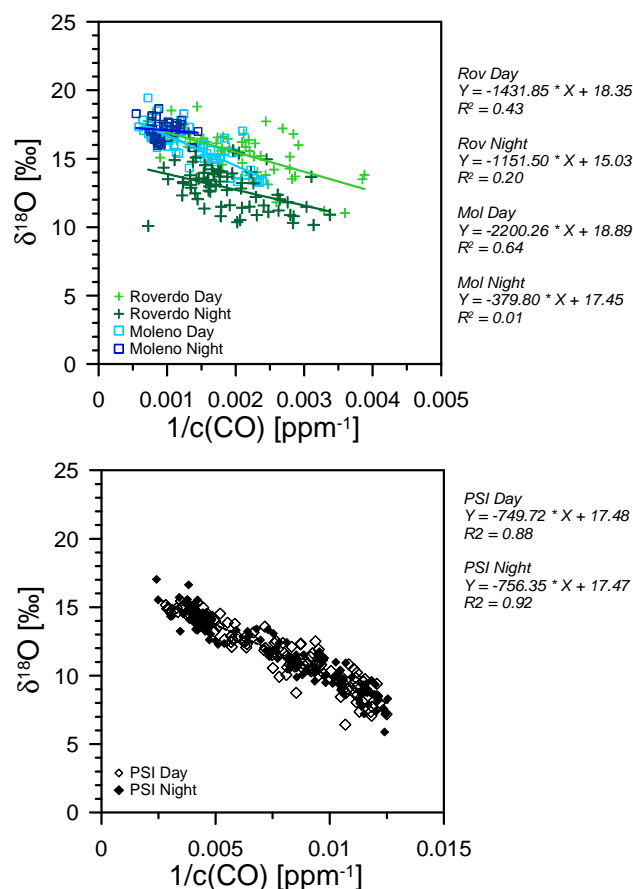 25
20
15
10
5
0
δ¹⁸O [‰]
Roverdo Day
Roverdo Night
Moleno Day
Moleno Night
0 0.001 0.002 0.003 0.004 0.005
1/c(CO) [ppm⁻¹]
Rov Day
Y = -1431.85 * X + 18.35
R² = 0.43
Rov Night
Y = -1151.50 * X + 15.03
R² = 0.20
Mol Day
Y = -2200.26 * X + 18.89
R² = 0.64
Mol Night
Y = -379.80 * X + 17.45
R² = 0.01
25
20
15
10
5
0
δ¹⁸O [‰]
PSI Day
PSI Night
0 0.005 0.01 0.015
1/c(CO) [ppm⁻¹]
PSI Day
Y = -749.72 * X + 17.48
R2 = 0.88
PSI Night
Y = -756.35 * X + 17.47
R2 = 0.92